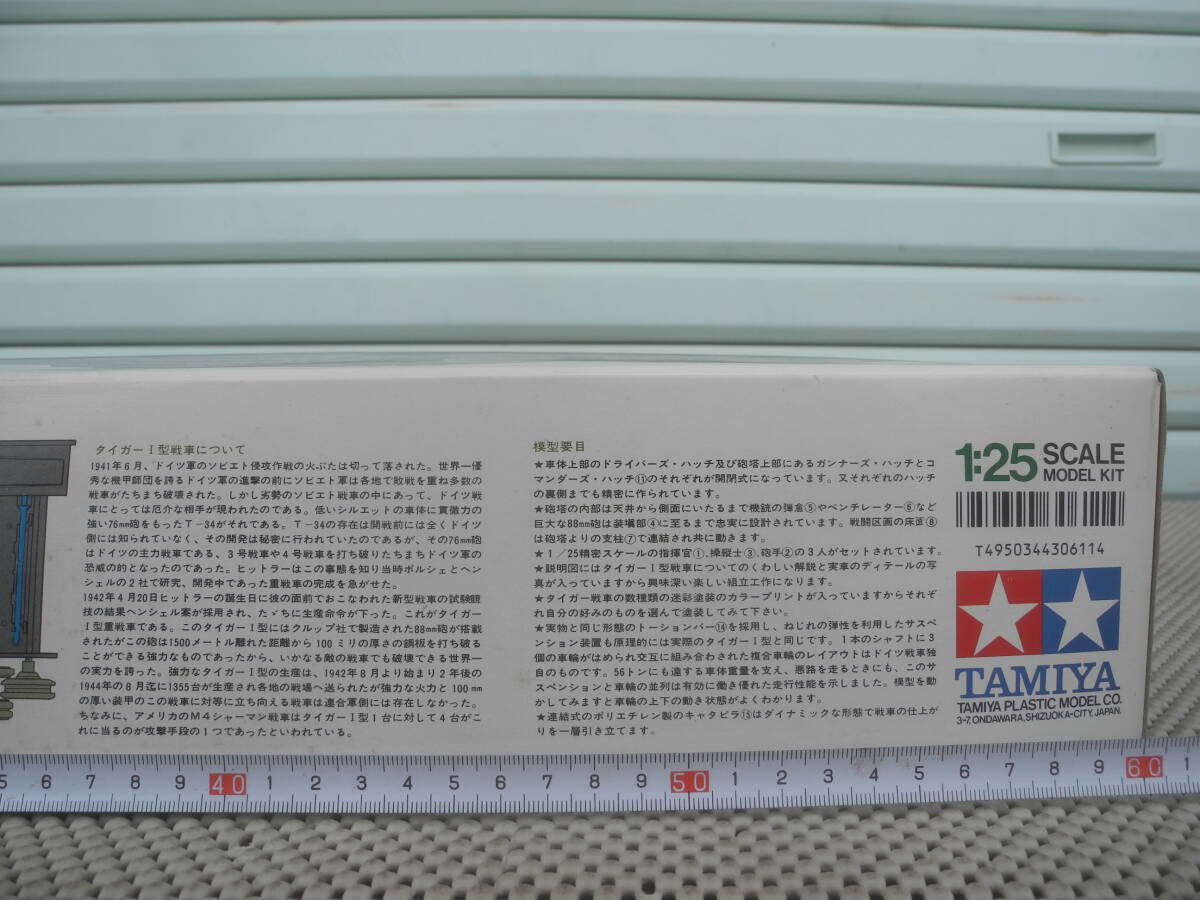 タイガーⅠ型戦車について
1941年6月、ドイツ軍のソビエト侵攻作戦の火ぶたは切って落された。世界一優
秀な機甲師団を誇るドイツ軍の進撃の前にソビエト軍は各地で敗戦を重ね多数の
戦車がたちまち破壊された。しかし劣勢のソビエト戦車の中にあって、ドイツ戦
車にとっては厄介な相手が現われたのである。低いシルエットの車体に貫徹力の
強い76mm砲をもったT-34がそれである。T-34の存在は開戦前には全くドイツ
側には知られていなく、その開発は秘密に行われていたのであるが、その76mm砲
はドイツの主力戦車である、3号戦車や4号戦車を打ち破りたちまちドイツ軍の
恐威の的となったのであった。ヒットラーはこの事態を知り当時ポルシェとヘン
シェルの2社で研究、開発中であった重戦車の完成を急がせた。
1942年4月20日ヒットラーの誕生日に彼の面前でおこなわれた新型戦車の試験競
技の結果ヘンシェル案が採用され、たゞちに生産命令が下った。これがタイガー
Ⅰ型重戦車である。このタイガーⅠ型にはクルップ社で製造された88mm砲が搭載
されたがこの砲は1500メートル離れた距離から100ミリの厚さの鋼板を打ち破る
ことができる強力なものであったから、いかなる敵の戦車でも破壊できる世界一
の実力を誇った。強力なタイガーⅠ型の生産は、1942年8月より始まり2年後の
1944年の8月迄に1355台が生産され各地の戦場へ送られたが強力な火力と100mm
の厚い装甲のこの戦車に対等に立ち向える戦車は連合軍側には存在しなかった。
ちなみに、アメリカのM4シャーマン戦車はタイガーⅠ型1台に対して4台がこ
れに当るのが攻撃手段の1つであったといわれている。
模型要目
★車体上部のドライバーズ・ハッチ及び砲塔上部にあるガンナーズ・ハッチとコ
マンダーズ・ハッチ⑪のそれぞれが開閉式になっています。又それぞれのハッチ
の裏側までも精密に作られています。
★砲塔の内部は天井から側面にいたるまで機銃の弾倉⑤やベンチレーター⑥など
巨大な88mm砲は装塡部④に至るまで忠実に設計されています。戦闘区画の床面⑧
は砲塔よりの支柱⑦で連結され共に動きます。
★1/25精密スケールの指揮官①、操縦士③、砲手②の3人がセットされています。
★説明図にはタイガーⅠ型戦車についてのくわしい解説と実車のディテールの写
真が入っていますから興味深い楽しい組立工作になります。
★タイガー戦車の数種類の迷彩塗装のカラープリントが入っていますからそれぞ
れ自分の好みのものを選んで塗装してみて下さい。
★実物と同じ形態のトーションバー⑭を採用し、ねじれの弾性を利用したサスペ
ンション装置も原理的には実際のタイガーⅠ型と同じです。1本のシャフトに3
個の車輪がはめられ交互に組み合わされた複合車輪のレイアウトはドイツ戦車独
自のものです。56トンにも達する車体重量を支え、悪路を走るときにも、このサ
スペンションと車輪の並列は有効に働き優れた走行性能を示しました。模型を動
かしてみますと車輪の上下の動き状態がよくわかります。
★連結式のポリエチレン製のキャタピラ⑮はダイナミックな形態で戦車の仕上が
りを一層引き立てます。
1:25 SCALE
MODEL KIT
T4950344306114
TAMIYA
TAMIYA PLASTIC MODEL CO.
3-7, ONDAWARA, SHIZUOKA-CITY, JAPAN.
5 6 7 8 9 40 1 2 3 4 5 6 7 8 9 50 1 2 3 4 5 6 7 8 9 60 1